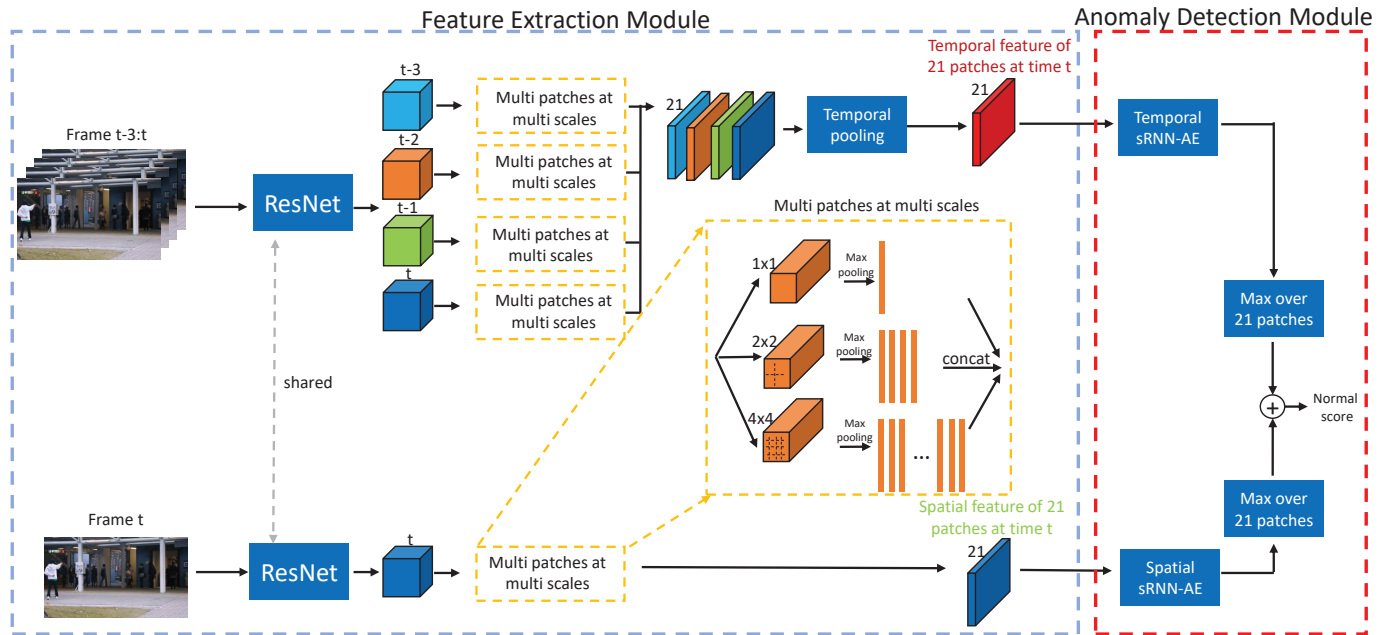 Feature Extraction Module
Anomaly Detection Module
Frame t-3:t
ResNet
shared
t-3
t-2
t-1
t
Multi patches at
multi scales
Multi patches at
multi scales
Multi patches at
multi scales
Multi patches at
multi scales
21
Temporal
pooling
Temporal feature of
21 patches at time t
21
Multi patches at multi scales
1x1
Max
pooling
2x2
Max
pooling
4x4
Max
pooling
...
concat
Frame t
ResNet
t
Multi patches at
multi scales
Spatial feature of 21
patches at time t
21
Temporal
sRNN-AE
Max over
21 patches
+
Normal
score
Max over
21 patches
Spatial
sRNN-AE